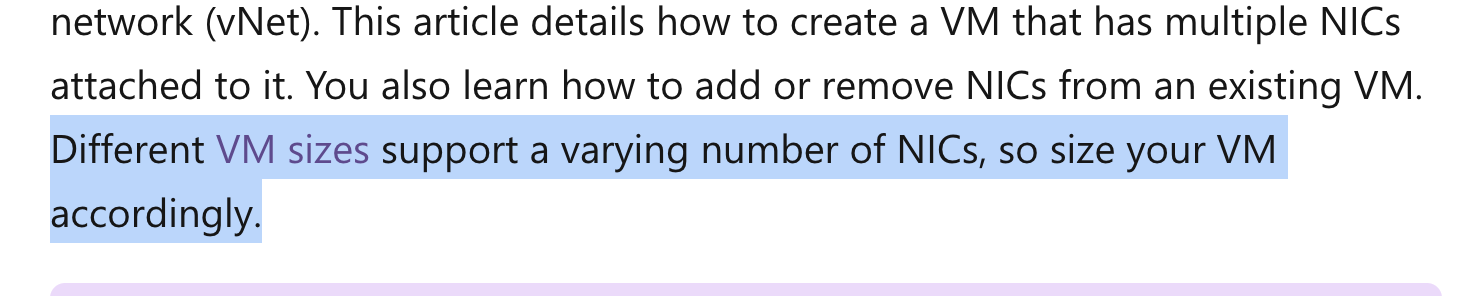 network (vNet). This article details how to create a VM that has multiple NICs
attached to it. You also learn how to add or remove NICs from an existing VM.
Different VM sizes support a varying number of NICs, so size your VM
accordingly.